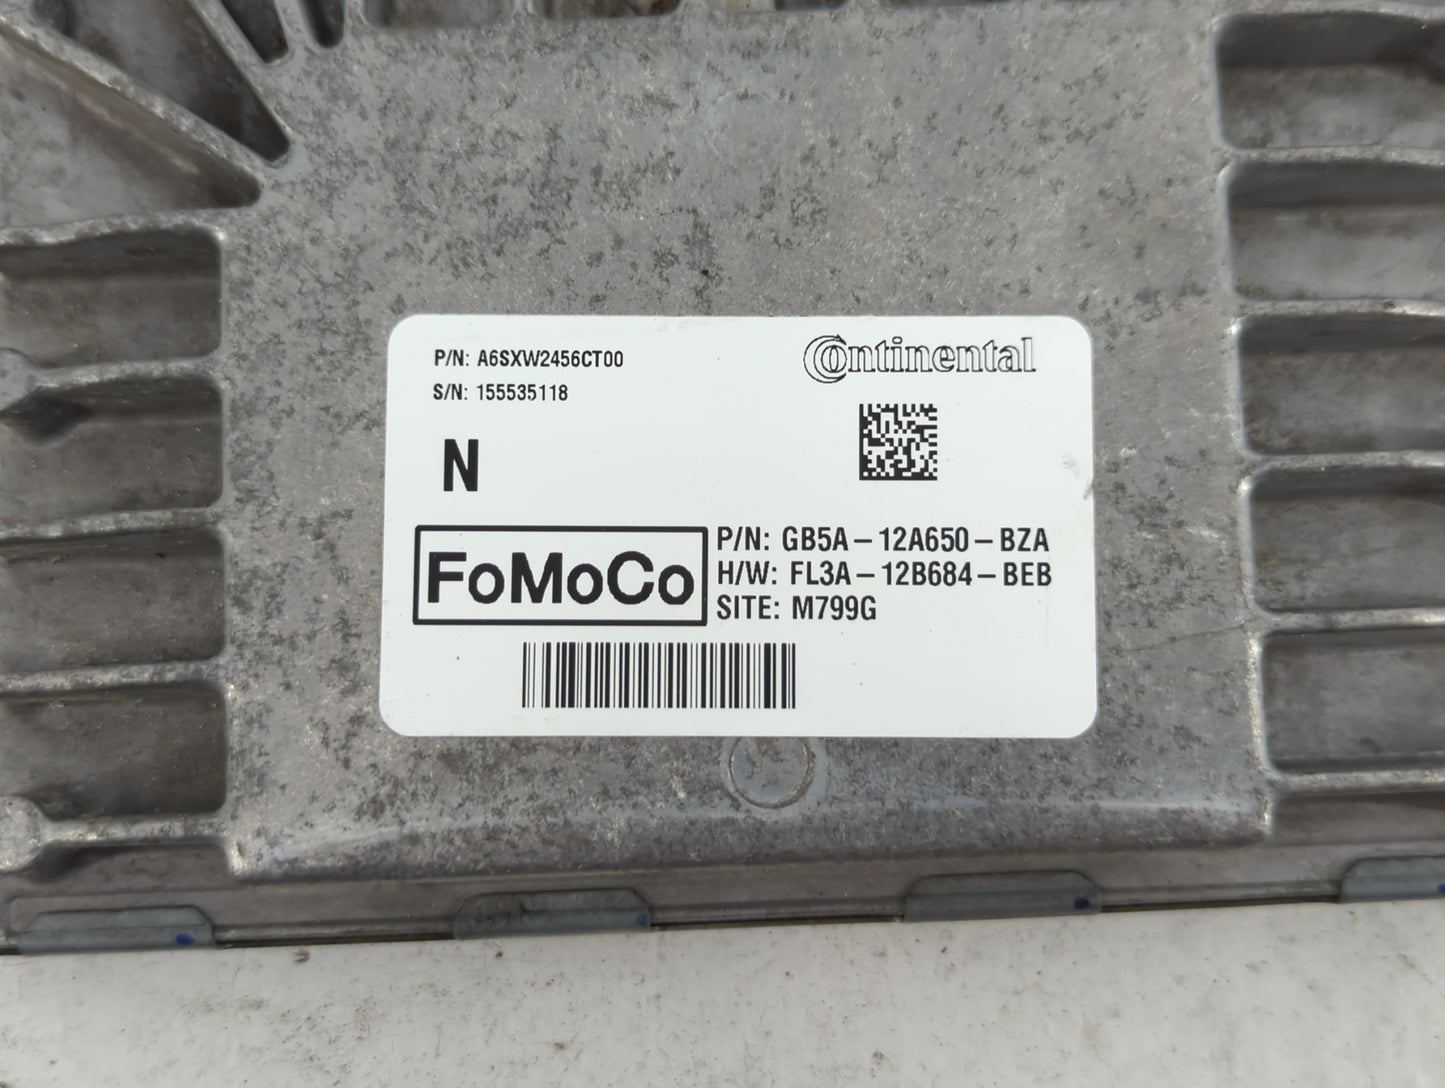 P/N: A6SXW2456CT00
S/N: 155535118
Continental
N
FoMoCo
P/N: GB5A-12A650-BZA
H/W: FL3A-12B684-BEB
SITE: M799G